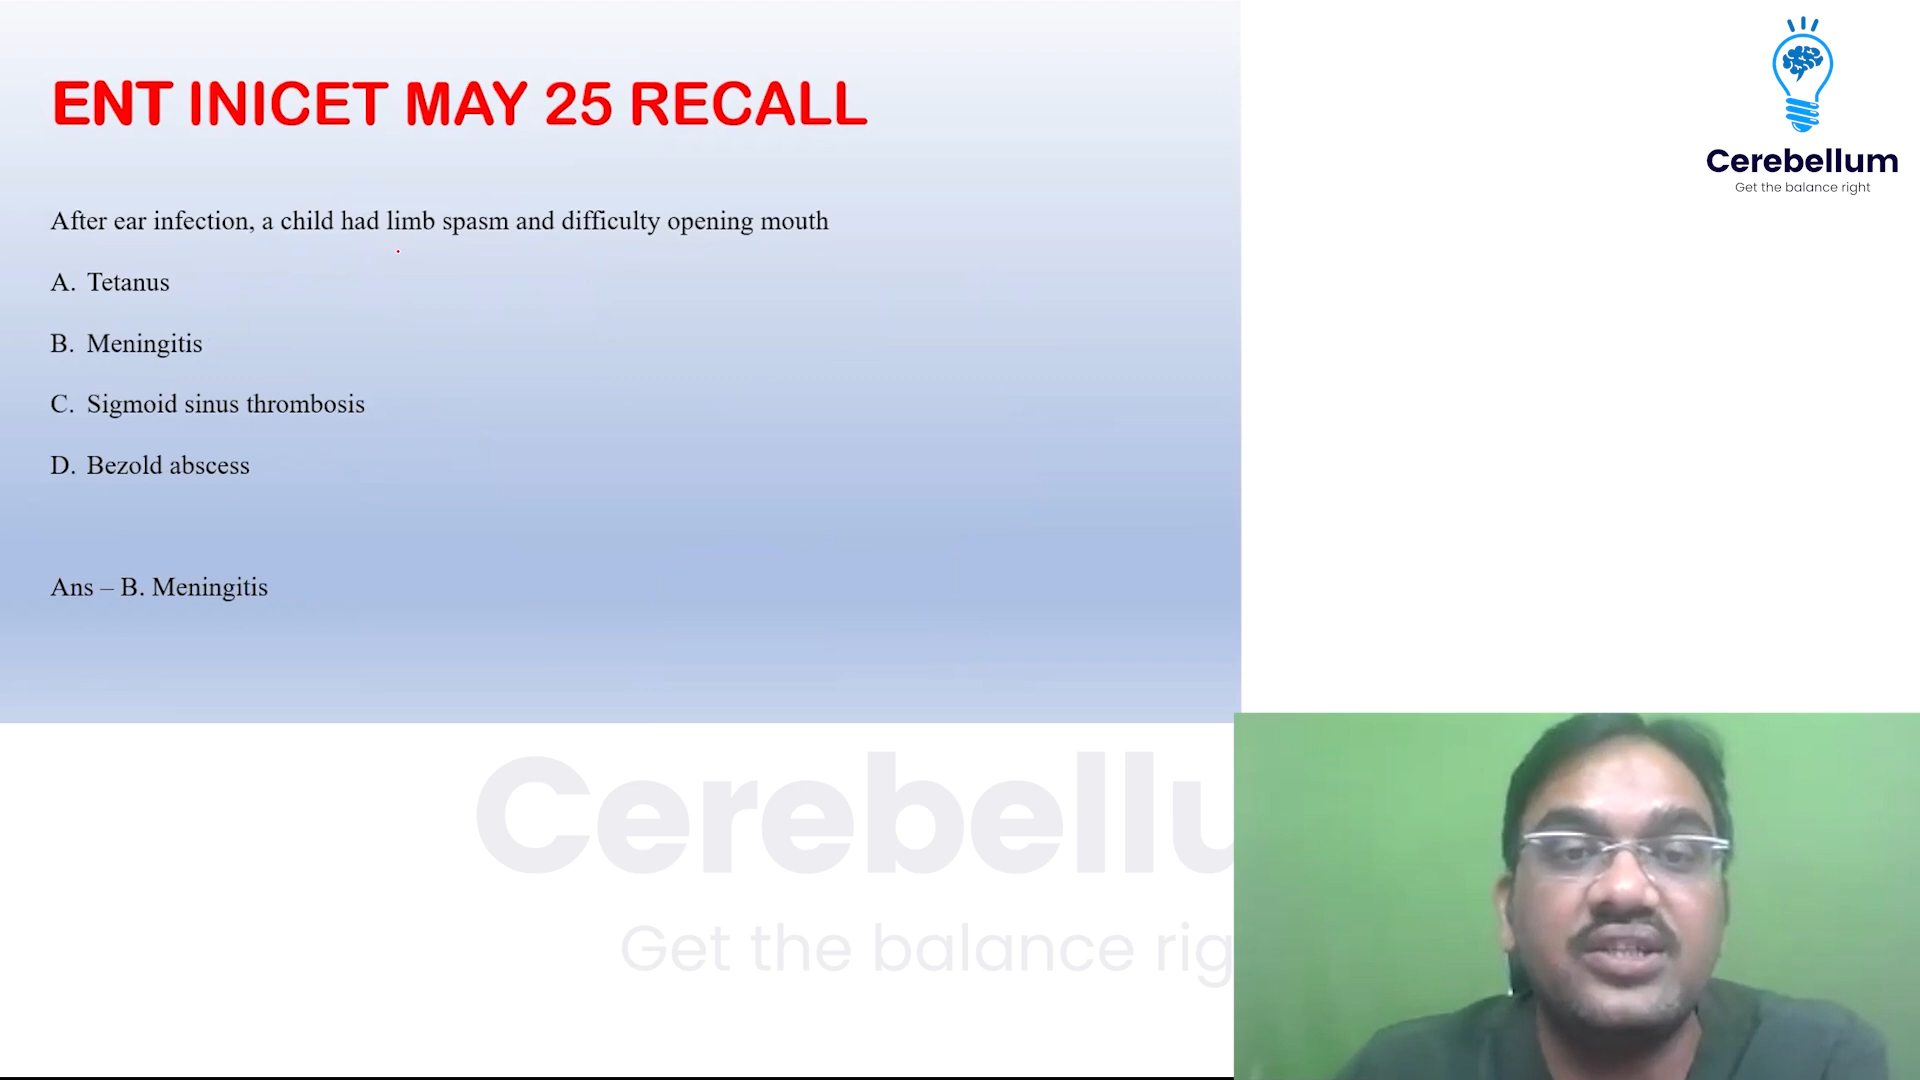 ENT INICET MAY 25 RECALL
After ear infection, a child had limb spasm and difficulty opening mouth
A. Tetanus
B. Meningitis
C. Sigmoid sinus thrombosis
D. Bezold abscess
Ans – B. Meningitis
Cerebellum
Get the balance right
Cerebellu
Get the balance rig